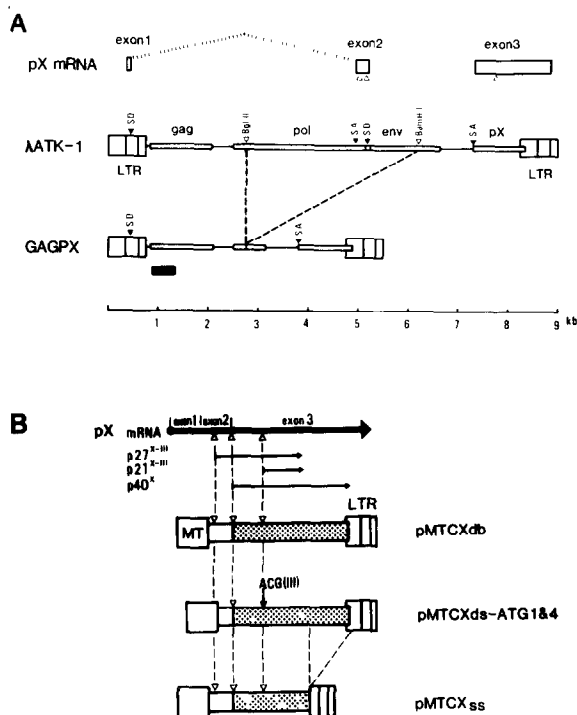 A
exon1
exon2
exon3
pX mRNA
SD
Bgl II
SA
SD
BamHI
SA
gag
pol
env
pX
λATK-1
LTR
LTR
SD
SA
GAGPX
1 2 3 4 5 6 7 8 9 kb
B
pX mRNA
exon1 exon2 exon3
p27x-III
p21x-III
p40x
LTR
MT
pMTCXdb
ACG(III)
pMTCXds-ATG1&4
pMTCXss